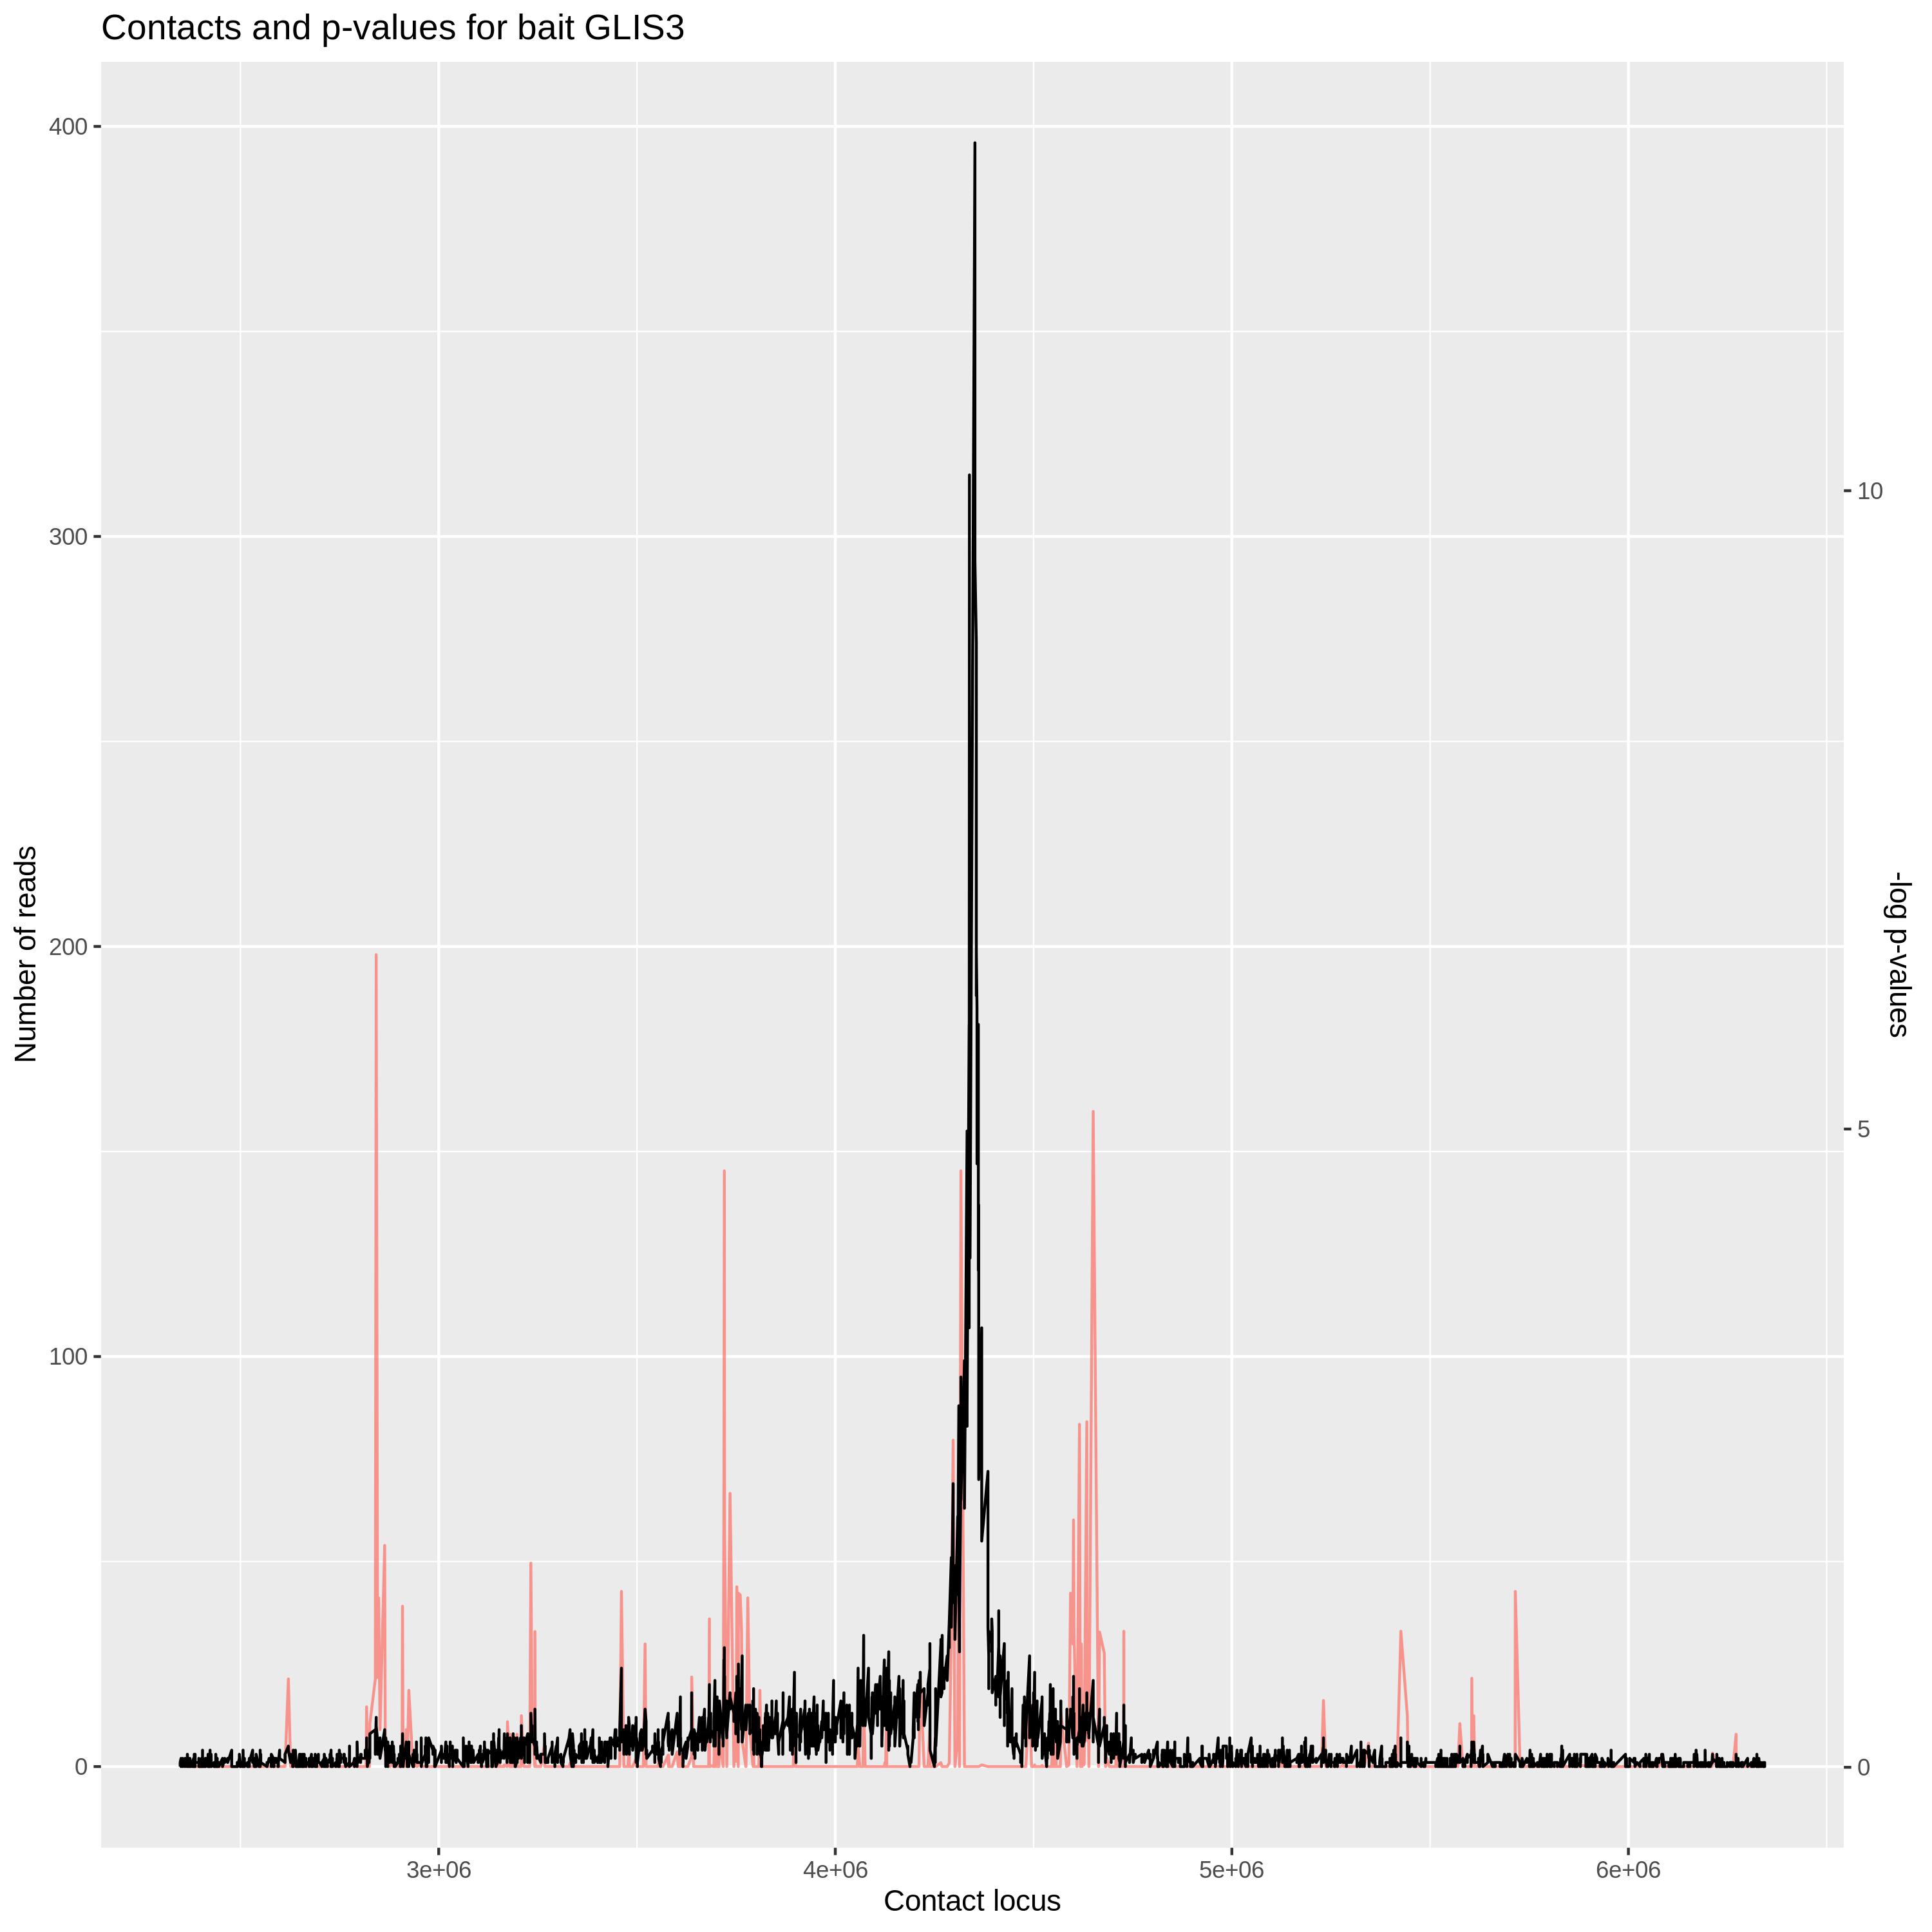 Contacts and p-values for bait GLIS3
400
300
200
100
0
Number of reads
10
5
0
-log p-values
3e+06 4e+06 5e+06 6e+06
Contact locus